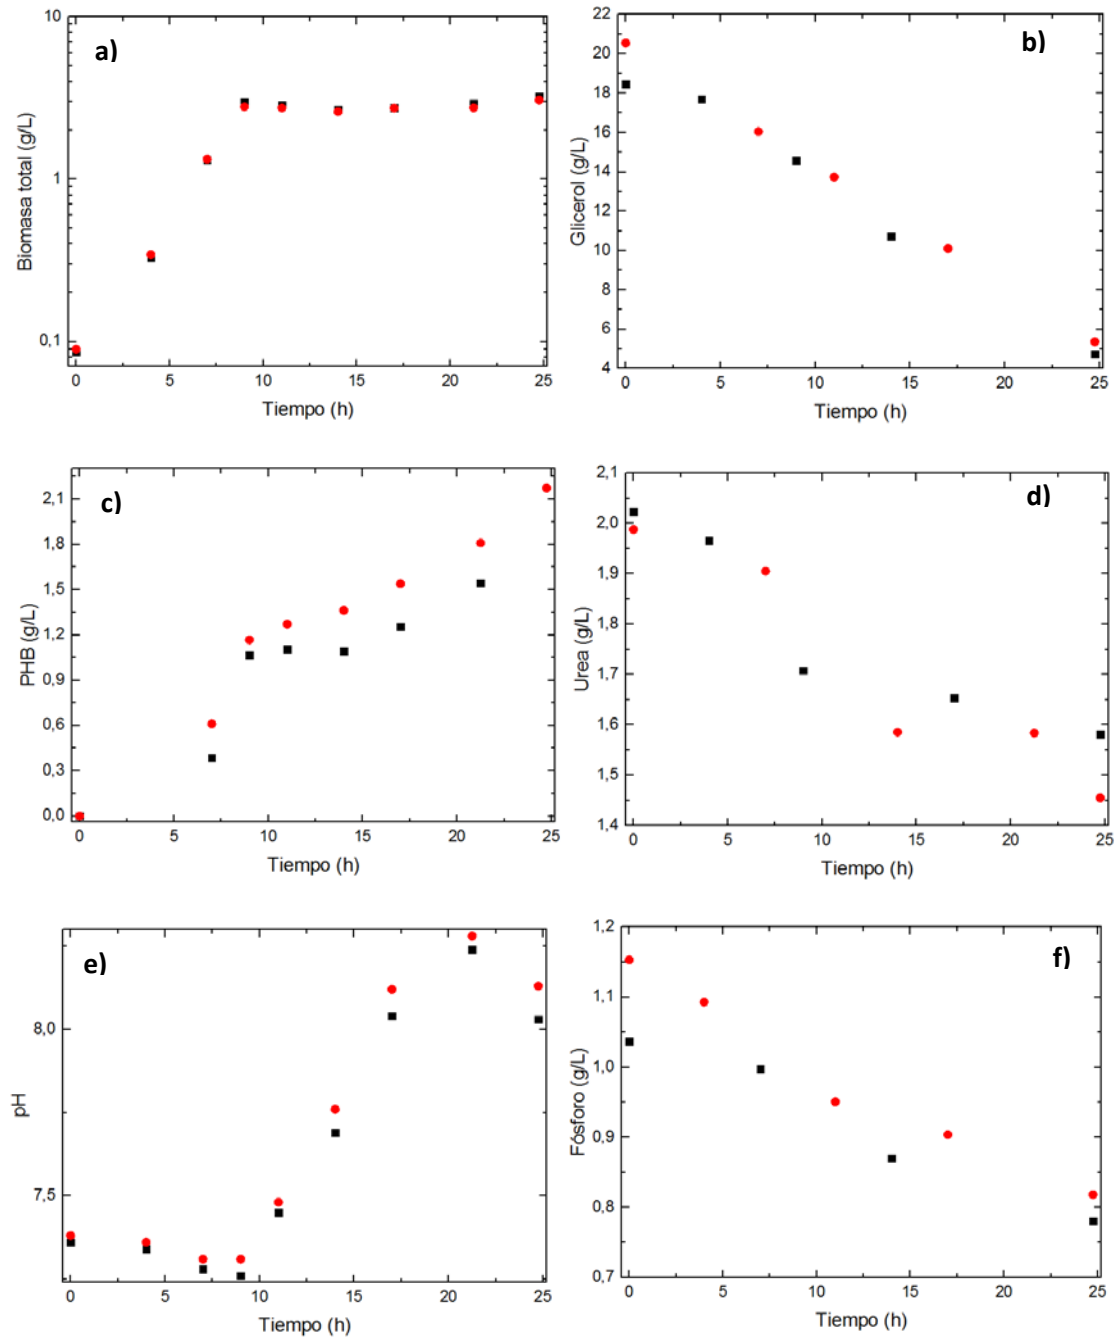 a)
10
1
0,1
Biomasa total (g/L)
0 5 10 15 20 25
Tiempo (h)
b)
22
20
18
16
14
12
10
8
6
4
Glicerol (g/L)
0 5 10 15 20 25
Tiempo (h)
c)
2,1
1,8
1,5
1,2
0,9
0,6
0,3
0,0
PHB (g/L)
0 5 10 15 20 25
Tiempo (h)
d)
2,1
2,0
1,9
1,8
1,7
1,6
1,5
1,4
Urea (g/L)
0 5 10 15 20 25
Tiempo (h)
e)
8,0
7,5
pH
0 5 10 15 20 25
Tiempo (h)
f)
1,2
1,1
1,0
0,9
0,8
0,7
Fósforo (g/L)
0 5 10 15 20 25
Tiempo (h)